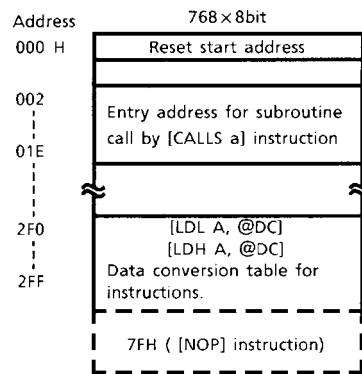 Address 768×8bit
000 H Reset start address
002 Entry address for subroutine
01E call by [CALLS a] instruction
2F0 [LDL A, @DC]
[LDH A, @DC]
Data conversion table for
2FF instructions.
7FH ( [NOP] instruction)